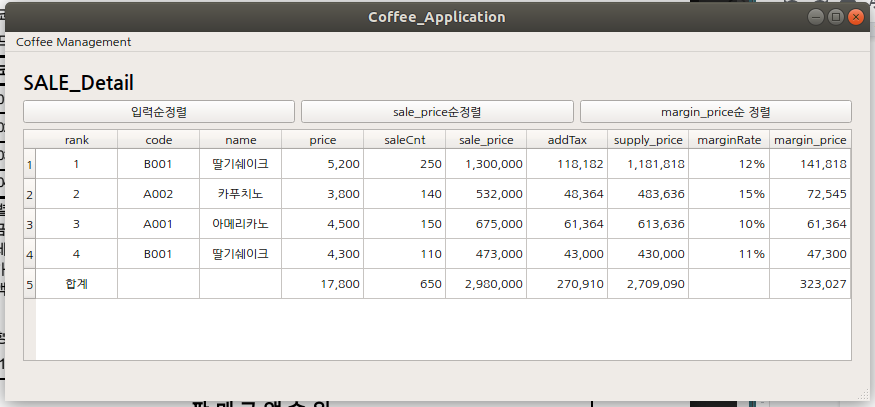 Coffee_Application
Coffee Management
SALE_Detail
입력순정렬 sale_price순정렬 margin_price순 정렬
rank code name price saleCnt sale_price addTax supply_price marginRate margin_price
1 1 B001 딸기쉐이크 5,200 250 1,300,000 118,182 1,181,818 12% 141,818
2 2 A002 카푸치노 3,800 140 532,000 48,364 483,636 15% 72,545
3 3 A001 아메리카노 4,500 150 675,000 61,364 613,636 10% 61,364
4 4 B001 딸기쉐이크 4,300 110 473,000 43,000 430,000 11% 47,300
5 합계 17,800 650 2,980,000 270,910 2,709,090 323,027